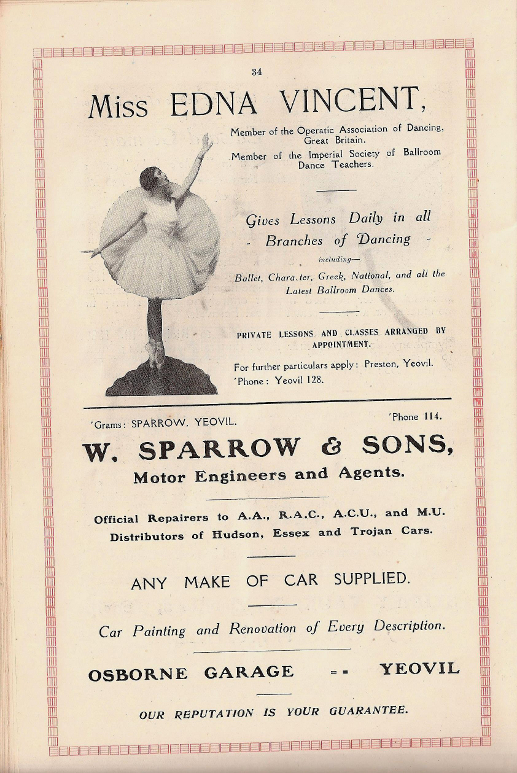 34
Miss EDNA VINCENT,
Member of the Operatic Association of Dancing,
Great Britain.
Member of the Imperial Society of Ballroom
Dance Teachers.
Gives Lessons Daily in all
- Branches of Dancing -
including—
Ballet, Chara.ter, Greek, National, and all the
Latest Ballroom Dances.
PRIVATE LESSONS AND CLASSES ARRANGED BY
APPOINTMENT.
For further particulars apply: Preston, Yeovil.
'Phone: Yeovil 128.
'Grams: SPARROW, YEOVIL. 'Phone 114.
W. SPARROW & SONS,
Motor Engineers and Agents.
Official Repairers to A.A., R.A.C., A.C.U., and M.U.
Distributors of Hudson, Essex and Trojan Cars.
ANY MAKE OF CAR SUPPLIED.
Car Painting and Renovation of Every Description.
OSBORNE GARAGE -- YEOVIL
OUR REPUTATION IS YOUR GUARANTEE.